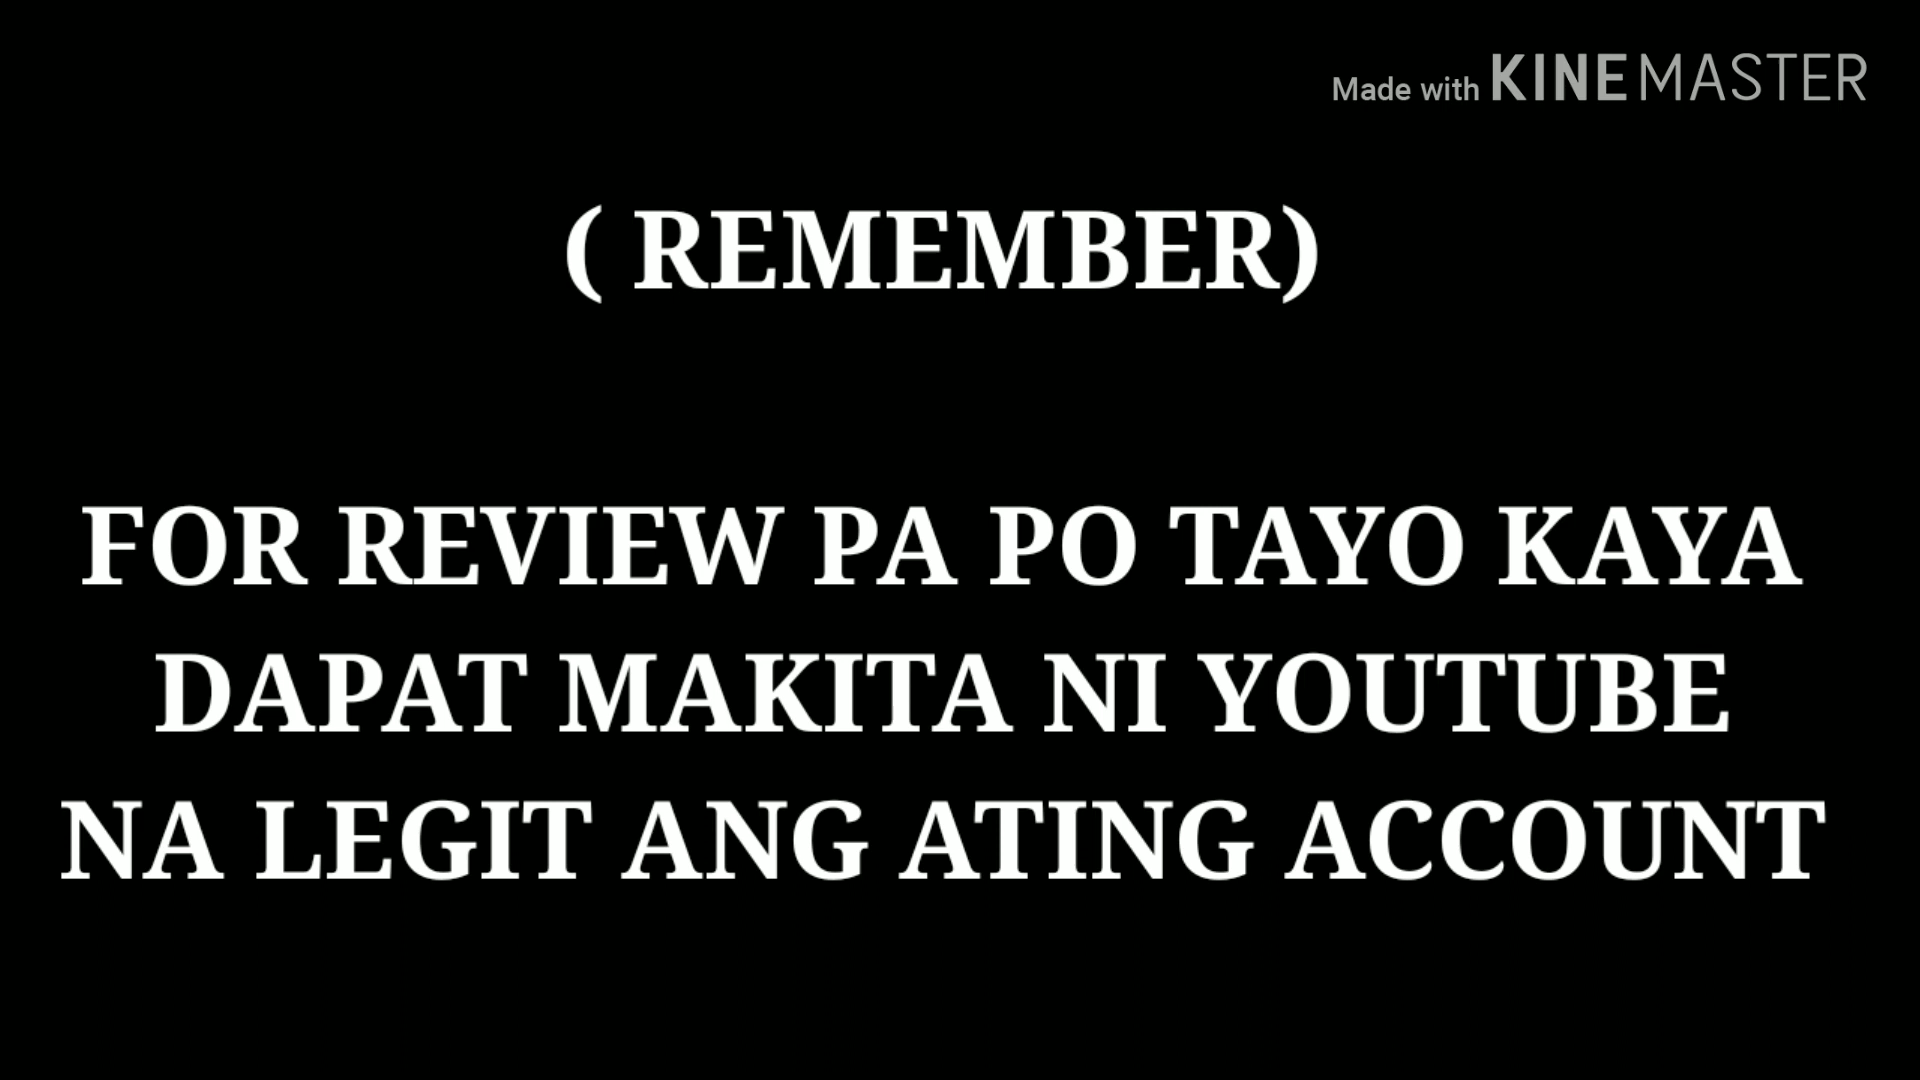 Made with KINEMASTER
( REMEMBER)
FOR REVIEW PA PO TAYO KAYA
DAPAT MAKITA NI YOUTUBE
NA LEGIT ANG ATING ACCOUNT